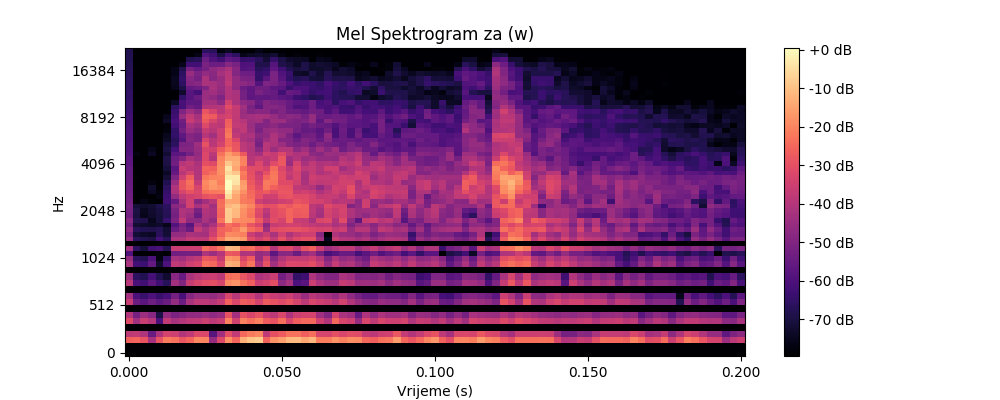 Mel Spektrogram za (w)
Hz
16384
8192
4096
2048
1024
512
0
0.000 0.050 0.100 0.150 0.200
Vrijeme (s)
+0 dB
-10 dB
-20 dB
-30 dB
-40 dB
-50 dB
-60 dB
-70 dB